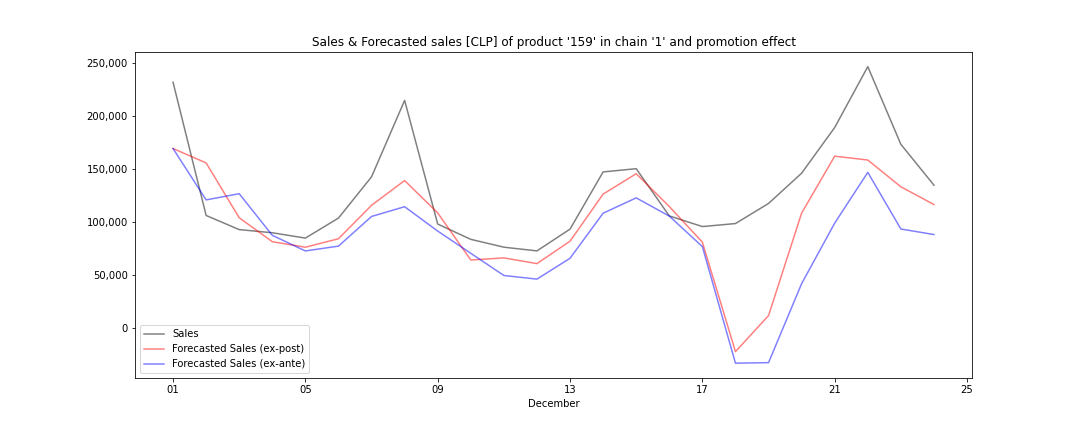 Sales & Forecasted sales [CLP] of product '159' in chain '1' and promotion effect
250,000
200,000
150,000
100,000
50,000
0
Sales
Forecasted Sales (ex-post)
Forecasted Sales (ex-ante)
01 05 09 13 17 21 25
December